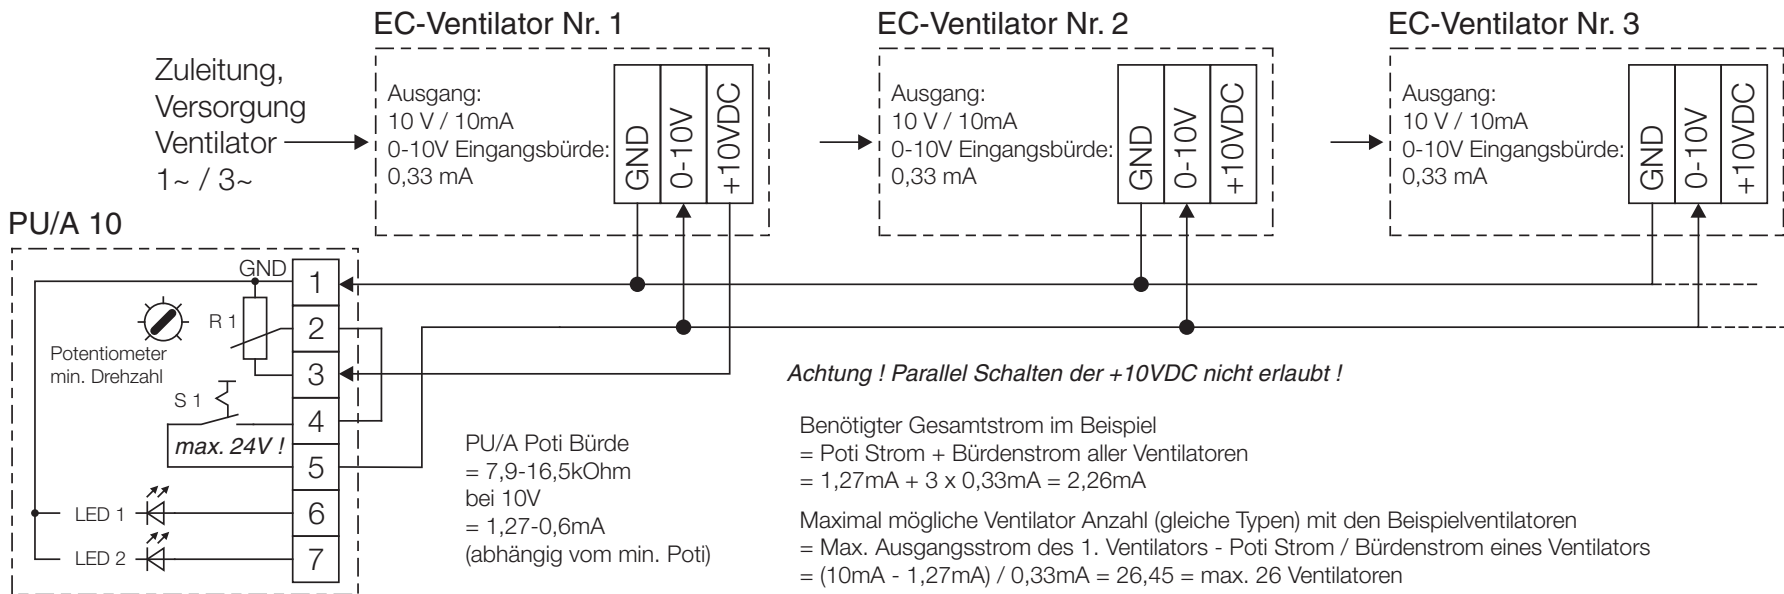 EC-Ventilator Nr. 1
EC-Ventilator Nr. 2
EC-Ventilator Nr. 3
Zuleitung,
Versorgung
Ventilator
1~ / 3~
Ausgang:
10 V / 10mA
0-10V Eingangsbürde:
0,33 mA
GND
0-10V
+10VDC
Ausgang:
10 V / 10mA
0-10V Eingangsbürde:
0,33 mA
GND
0-10V
+10VDC
Ausgang:
10 V / 10mA
0-10V Eingangsbürde:
0,33 mA
GND
0-10V
+10VDC
PU/A 10
GND
1
R 1
2
Potentiometer
min. Drehzahl
3
S 1
4
max. 24V !
5
LED 1
6
LED 2
7
PU/A Poti Bürde
= 7,9-16,5kOhm
bei 10V
= 1,27-0,6mA
(abhängig vom min. Poti)
Achtung ! Parallel Schalten der +10VDC nicht erlaubt !
Benötigter Gesamtstrom im Beispiel
= Poti Strom + Bürdenstrom aller Ventilatoren
= 1,27mA + 3 x 0,33mA = 2,26mA
Maximal mögliche Ventilator Anzahl (gleiche Typen) mit den Beispielventilatoren
= Max. Ausgangsstrom des 1. Ventilators - Poti Strom / Bürdenstrom eines Ventilators
= (10mA - 1,27mA) / 0,33mA = 26,45 = max. 26 Ventilatoren